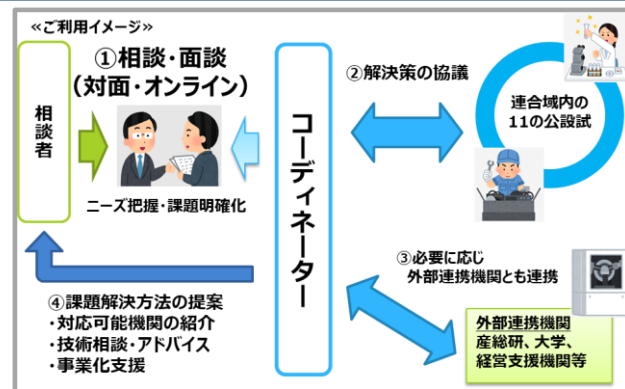 ≪ご利用イメージ≫
①相談・面談
（対面・オンライン）
相談者
ニーズ把握・課題明確化
コーディネーター
②解決策の協議
連合域内の
11の公設試
③必要に応じ
外部連携機関とも連携
外部連携機関
産総研、大学、
経営支援機関等
④課題解決方法の提案
・対応可能機関の紹介
・技術相談・アドバイス
・事業化支援